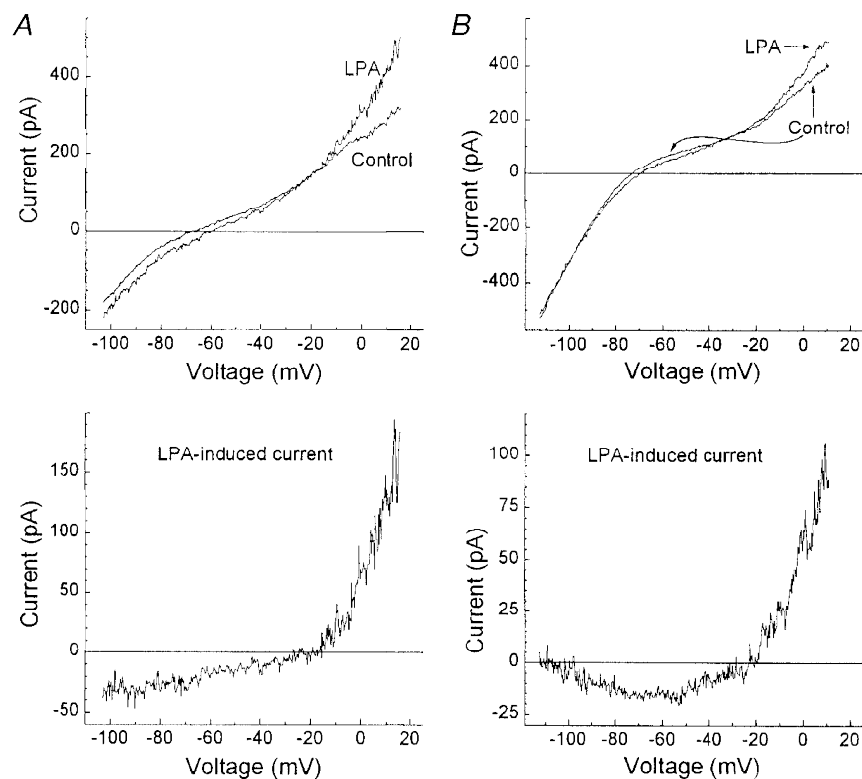 A
Current (pA)
400
200
0
-200
LPA
Control
-100 -80 -60 -40 -20 0 20
Voltage (mV)
B
Current (pA)
400
200
0
-200
-400
LPA
Control
-100 -80 -60 -40 -20 0 20
Voltage (mV)
LPA-induced current
Current (pA)
150
100
50
0
-50
-100 -80 -60 -40 -20 0 20
Voltage (mV)
LPA-induced current
Current (pA)
100
75
50
25
0
-25
-100 -80 -60 -40 -20 0 20
Voltage (mV)